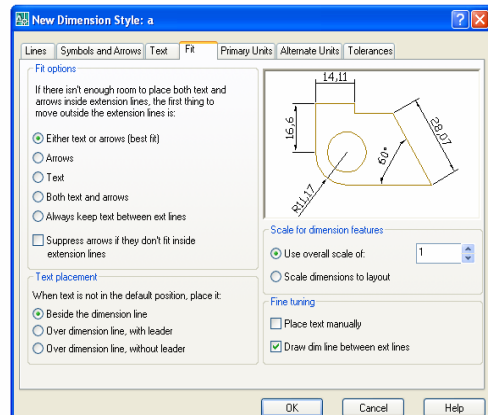 New Dimension Style: a
Lines
Symbols and Arrows
Text
Fit
Primary Units
Alternate Units
Tolerances
Fit options
If there isn't enough room to place both text and
arrows inside extension lines, the first thing to
move outside the extension lines is:
Either text or arrows (best fit)
Arrows
Text
Both text and arrows
Always keep text between ext lines
Suppress arrows if they don't fit inside
extension lines
Text placement
When text is not in the default position, place it:
Beside the dimension line
Over dimension line, with leader
Over dimension line, without leader
14,11
16,6
28,07
60°
R11,17
Scale for dimension features
Use overall scale of:
1
Scale dimensions to layout
Fine tuning
Place text manually
Draw dim line between ext lines
OK
Cancel
Help